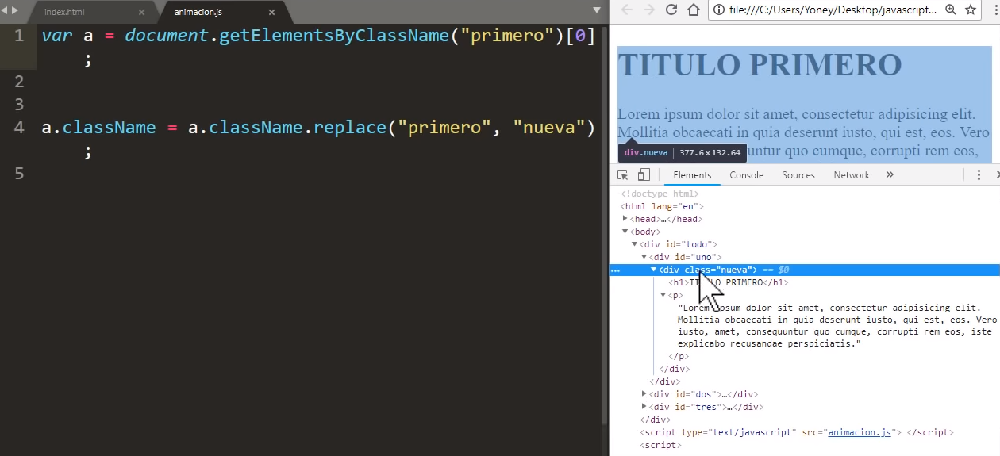 index.html
animacion.js
1 var a = document.getElementsByClassName("primero")[0]
;
2
3
4 a.className = a.className.replace("primero", "nueva")
;
5
file:///C:/Users/Yoney/Desktop/javascript...
TITULO PRIMERO
Lorem ipsum dolor sit amet, consectetur adipisicing elit.
Mollitia obcaecati in quia deserunt iusto, qui est, eos. Vero
untur quo cumque, corrupti rem eos,
div.nueva | 377.6×132.64
Elements Console Sources Network »
<!doctype html>
<html lang="en">
<head>…</head>
<body>
<div id="todo">
<div id="uno">
<div class="nueva"> == $0
<h1>TITULO PRIMERO</h1>
<p>
"Lorem ipsum dolor sit amet, consectetur adipisicing elit.
Mollitia obcaecati in quia deserunt iusto, qui est, eos. Vero
iusto, amet, consequuntur quo cumque, corrupti rem eos, iste
explicabo recusandae perspiciatis."
</p>
</div>
</div>
<div id="dos">…</div>
<div id="tres">…</div>
</div>
<script type="text/javascript" src="animacion.js"> </script>
<script>